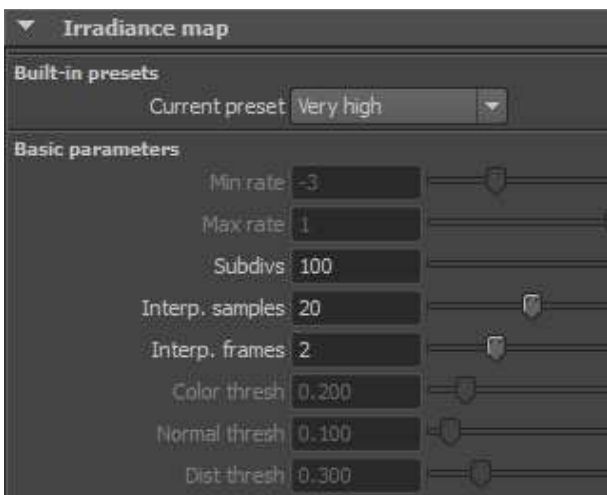 Irradiance map
Built-in presets
Current preset Very high
Basic parameters
Min rate -3
Max rate 1
Subdivs 100
Interp. samples 20
Interp. frames 2
Color thresh 0.200
Normal thresh 0.100
Dist thresh 0.300